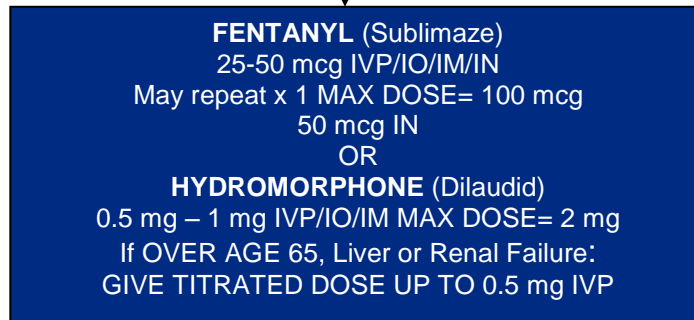 FENTANYL (Sublimaze)
25-50 mcg IVP/IO/IM/IN
May repeat x 1 MAX DOSE= 100 mcg
50 mcg IN
OR
HYDROMORPHONE (Dilaudid)
0.5 mg – 1 mg IVP/IO/IM MAX DOSE= 2 mg
If OVER AGE 65, Liver or Renal Failure:
GIVE TITRATED DOSE UP TO 0.5 mg IVP